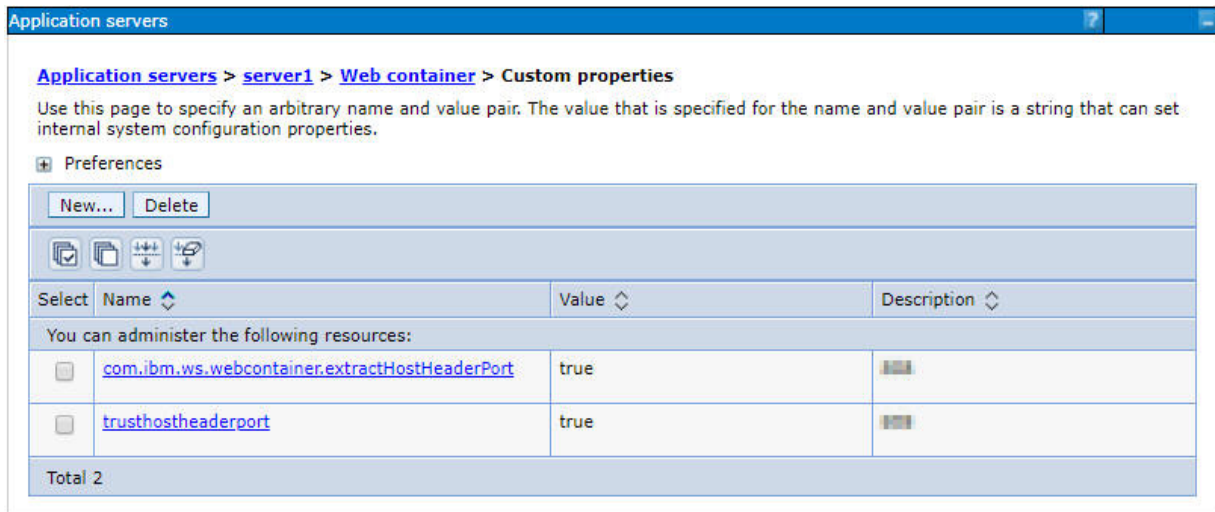 Application servers
?
Application servers > server1 > Web container > Custom properties
Use this page to specify an arbitrary name and value pair. The value that is specified for the name and value pair is a string that can set
internal system configuration properties.
Preferences
New... Delete
Select Name Value Description
You can administer the following resources:
com.ibm.ws.webcontainer.extractHostHeaderPort true
trusthostheaderport true
Total 2